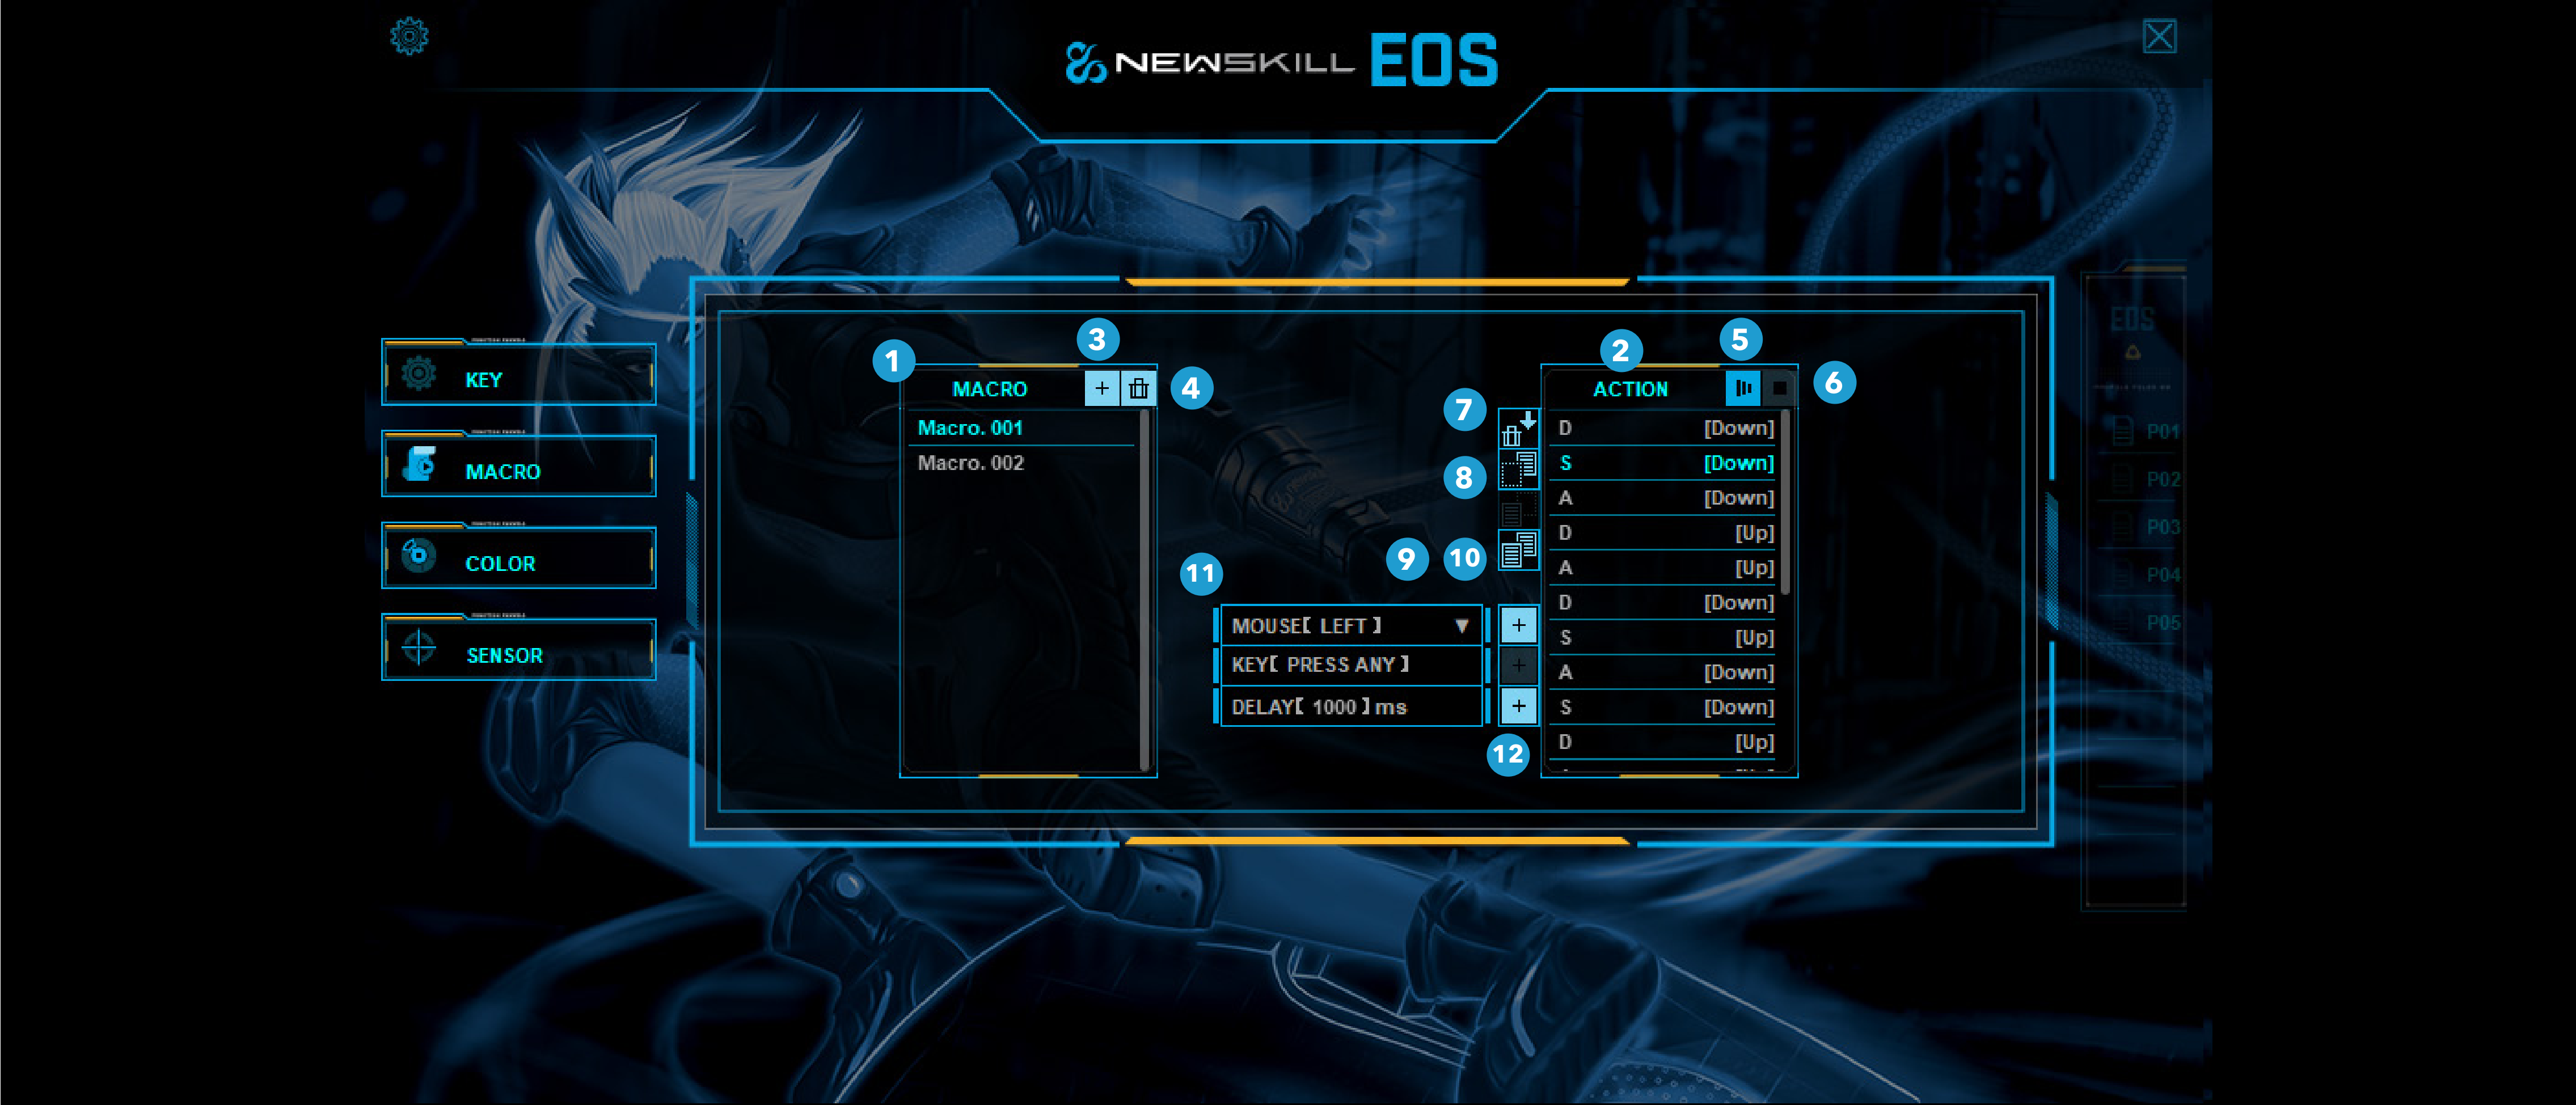 NEWSKILL EOS
KEY
MACRO
COLOR
SENSOR
1
3
MACRO
+
4
Macro. 001
Macro. 002
2
5
ACTION
6
7
8
9
10
11
MOUSE【 LEFT 】 ▼ +
KEY【 PRESS ANY 】 +
DELAY【 1000 】ms +
12
D [Down]
S [Down]
A [Down]
D [Up]
A [Up]
D [Down]
S [Up]
A [Down]
S [Down]
D [Up]
EOS
P01
P02
P03
P04
P05